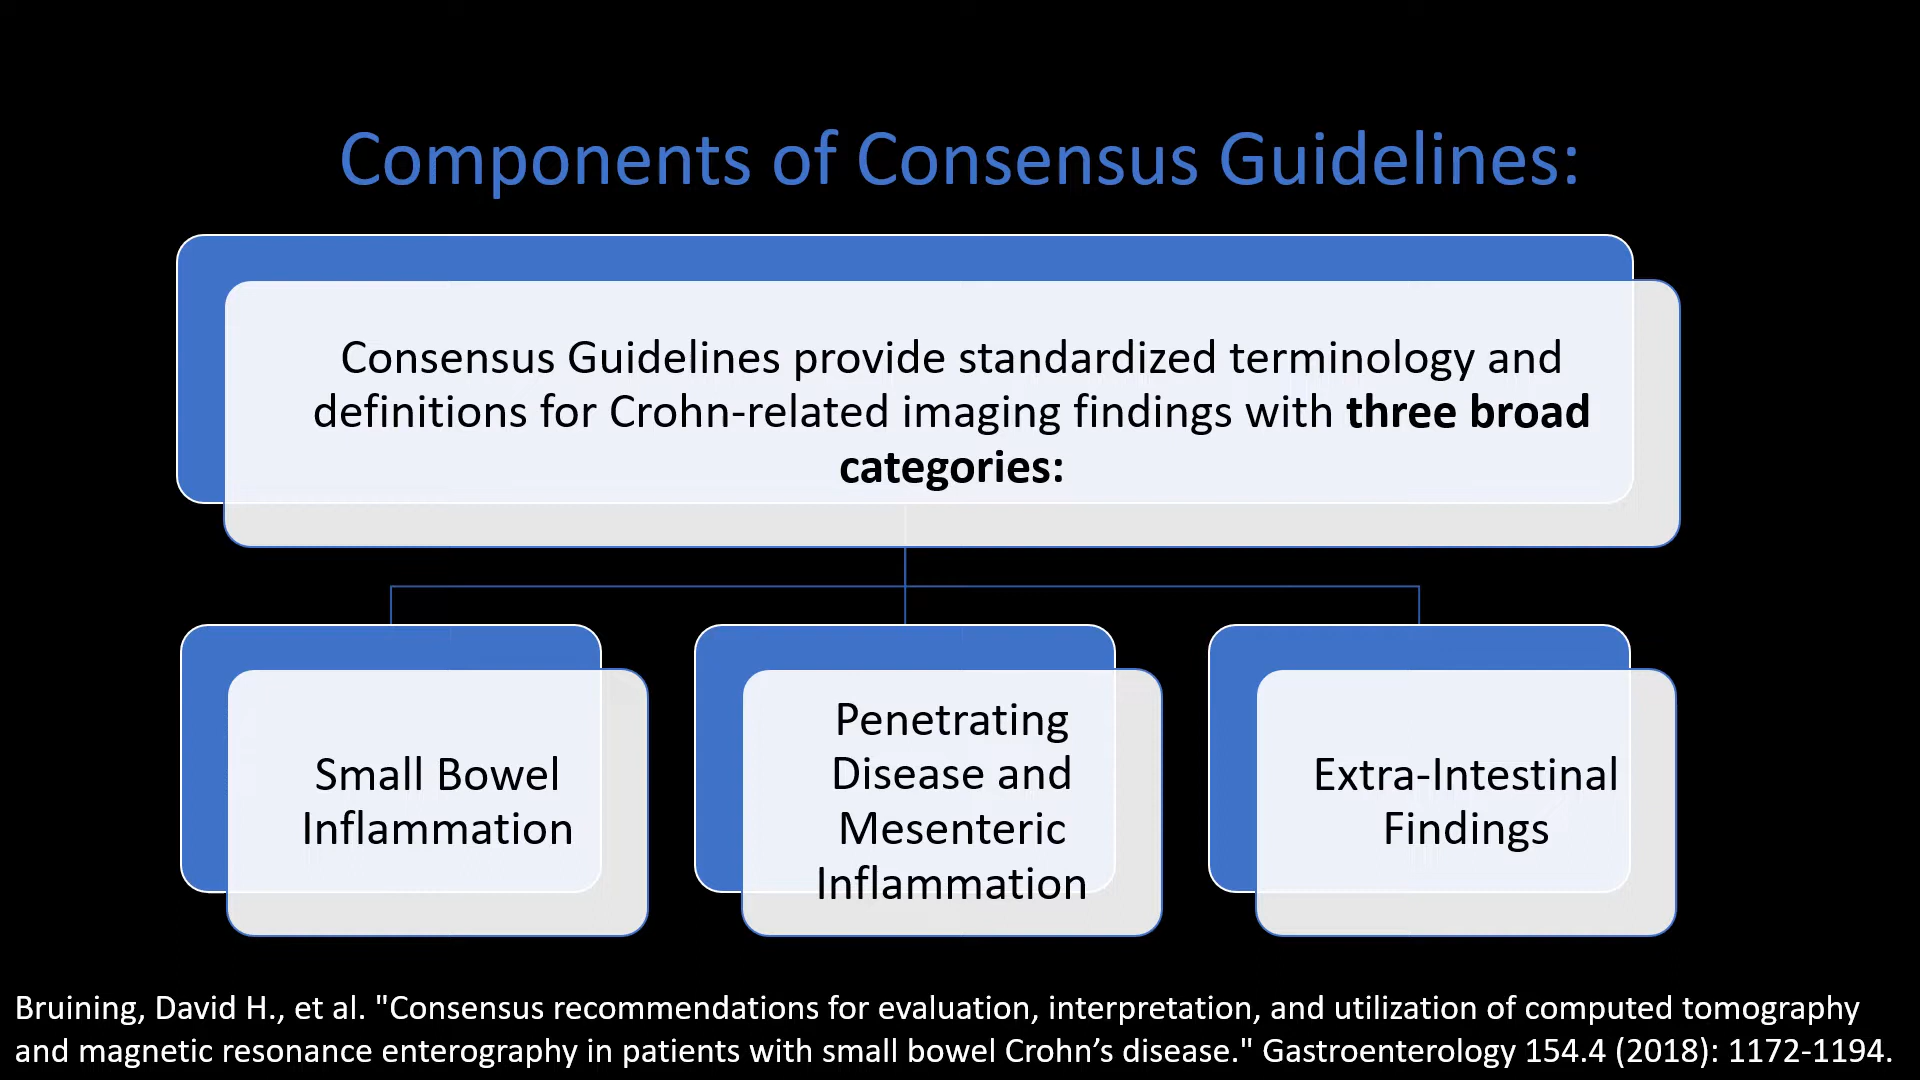 Components of Consensus Guidelines:
Consensus Guidelines provide standardized terminology and
definitions for Crohn-related imaging findings with three broad
categories:
Small Bowel
Inflammation
Penetrating
Disease and
Mesenteric
Inflammation
Extra-Intestinal
Findings
Bruining, David H., et al. "Consensus recommendations for evaluation, interpretation, and utilization of computed tomography
and magnetic resonance enterography in patients with small bowel Crohn’s disease." Gastroenterology 154.4 (2018): 1172-1194.